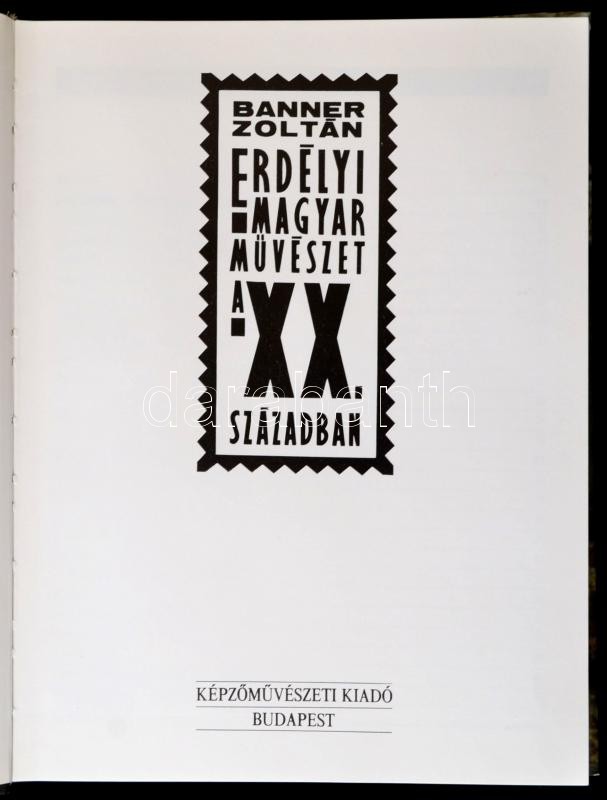 BANNER
ZOLTÁN
ERDÉLYI
MAGYAR
MŰVÉSZET
A XX.
SZÁZADBAN
darabanth
KÉPZŐMŰVÉSZETI KIADÓ
BUDAPEST